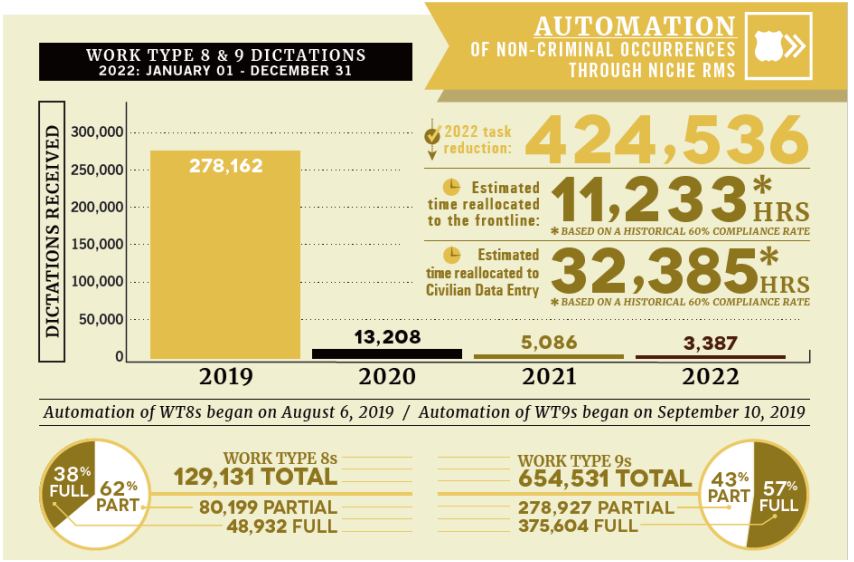 AUTOMATION
OF NON-CRIMINAL OCCURRENCES
THROUGH NICHE RMS
WORK TYPE 8 & 9 DICTATIONS
2022: JANUARY 01 - DECEMBER 31
DICTATIONS RECEIVED
300,000
250,000
200,000
150,000
100,000
50,000
0
278,162
13,208
5,086
3,387
2019
2020
2021
2022
2022 task
reduction:
424,536
Estimated
time reallocated
to the frontline:
11,233* HRS
* BASED ON A HISTORICAL 60% COMPLIANCE RATE
Estimated
time reallocated to
Civilian Data Entry
32,385* HRS
* BASED ON A HISTORICAL 60% COMPLIANCE RATE
Automation of WT8s began on August 6, 2019 / Automation of WT9s began on September 10, 2019
38%
FULL
62%
PART
WORK TYPE 8s
129,131 TOTAL
80,199 PARTIAL
48,932 FULL
WORK TYPE 9s
654,531 TOTAL
278,927 PARTIAL
375,604 FULL
43%
PART
57%
FULL